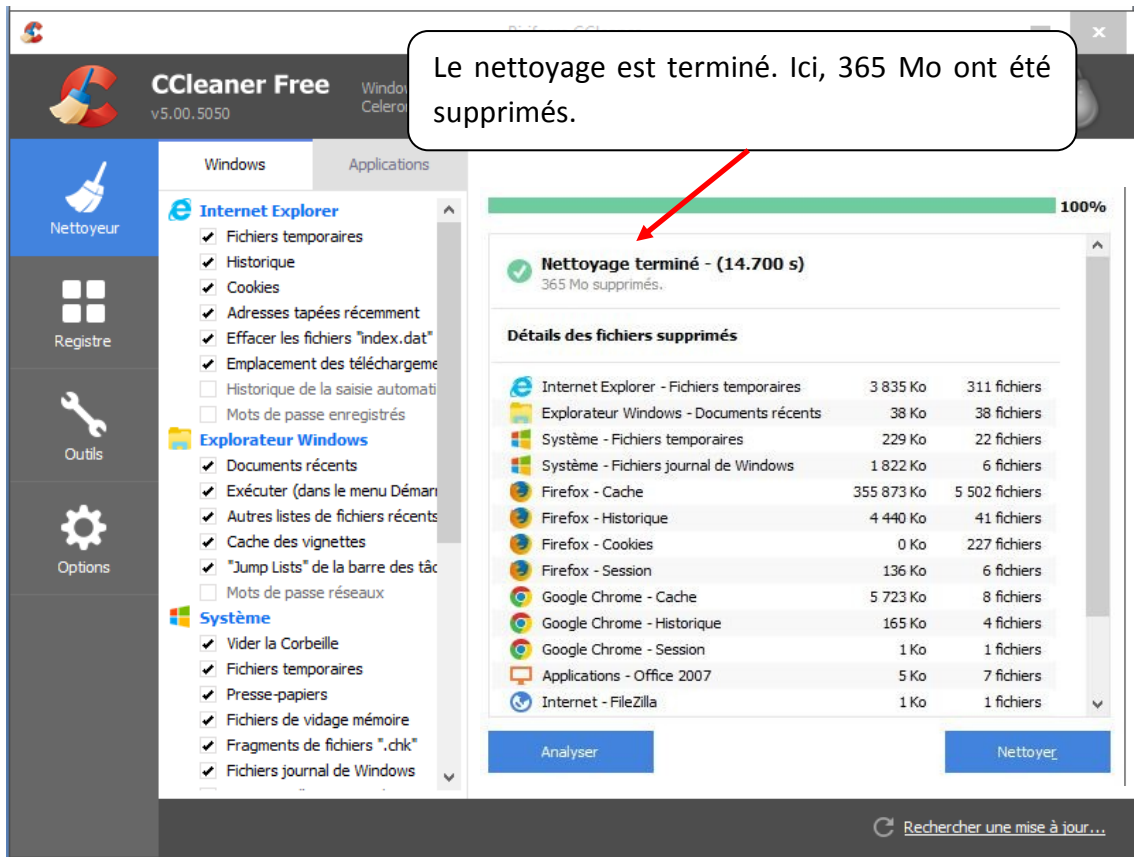 Le nettoyage est terminé. Ici, 365 Mo ont été
supprimés.
CCleaner Free
v5.00.5050
Windows
Applications
Nettoyeur
Registre
Outils
Options
Internet Explorer
Fichiers temporaires
Historique
Cookies
Adresses tapées récemment
Effacer les fichiers "index.dat"
Emplacement des téléchargeme
Historique de la saisie automati
Mots de passe enregistrés
Explorateur Windows
Documents récents
Exécuter (dans le menu Démarr
Autres listes de fichiers récents
Cache des vignettes
"Jump Lists" de la barre des tâc
Mots de passe réseaux
Système
Vider la Corbeille
Fichiers temporaires
Presse-papiers
Fichiers de vidage mémoire
Fragments de fichiers ".chk"
Fichiers journal de Windows
100%
Nettoyage terminé - (14.700 s)
365 Mo supprimés.
Détails des fichiers supprimés
Internet Explorer - Fichiers temporaires 3 835 Ko 311 fichiers
Explorateur Windows - Documents récents 38 Ko 38 fichiers
Système - Fichiers temporaires 229 Ko 22 fichiers
Système - Fichiers journal de Windows 1 822 Ko 6 fichiers
Firefox - Cache 355 873 Ko 5 502 fichiers
Firefox - Historique 4 440 Ko 41 fichiers
Firefox - Cookies 0 Ko 227 fichiers
Firefox - Session 136 Ko 6 fichiers
Google Chrome - Cache 5 723 Ko 8 fichiers
Google Chrome - Historique 165 Ko 4 fichiers
Google Chrome - Session 1 Ko 1 fichiers
Applications - Office 2007 5 Ko 7 fichiers
Internet - FileZilla 1 Ko 1 fichiers
Analyser
Nettoyer
Rechercher une mise à jour...